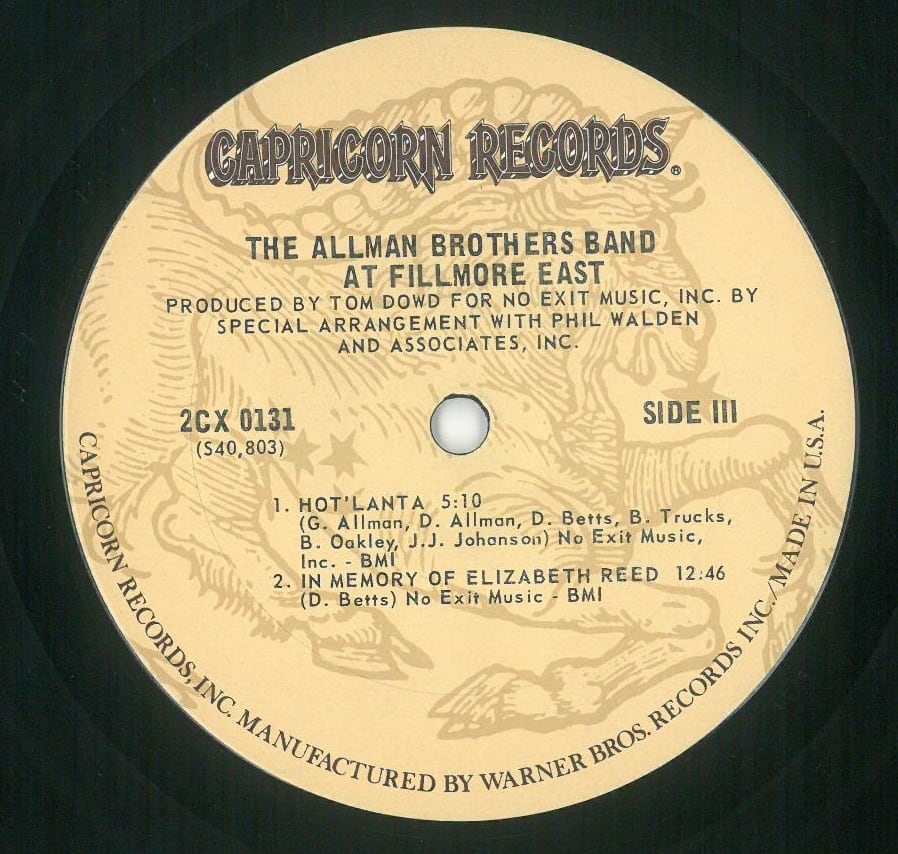 CAPRICORN RECORDS®
THE ALLMAN BROTHERS BAND
AT FILLMORE EAST
PRODUCED BY TOM DOWD FOR NO EXIT MUSIC, INC. BY
SPECIAL ARRANGEMENT WITH PHIL WALDEN
AND ASSOCIATES, INC.
2CX 0131
(S40,803)
SIDE III
1. HOT'LANTA 5:10
(G. Allman, D. Allman, D. Betts, B. Trucks,
B. Oakley, J.J. Johanson) No Exit Music,
Inc. - BMI
2. IN MEMORY OF ELIZABETH REED 12:46
(D. Betts) No Exit Music - BMI
CAPRICORN RECORDS, INC. MANUFACTURED BY WARNER BROS. RECORDS INC./MADE IN U.S.A.